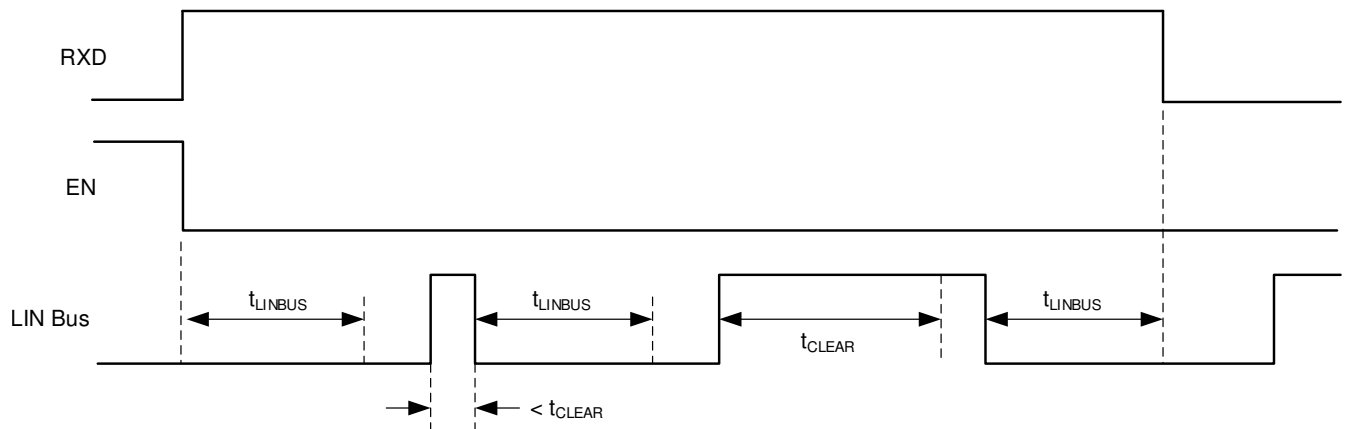 RXD
EN
LIN Bus
tLINBUS
tLINBUS
tCLEAR
tLINBUS
< tCLEAR